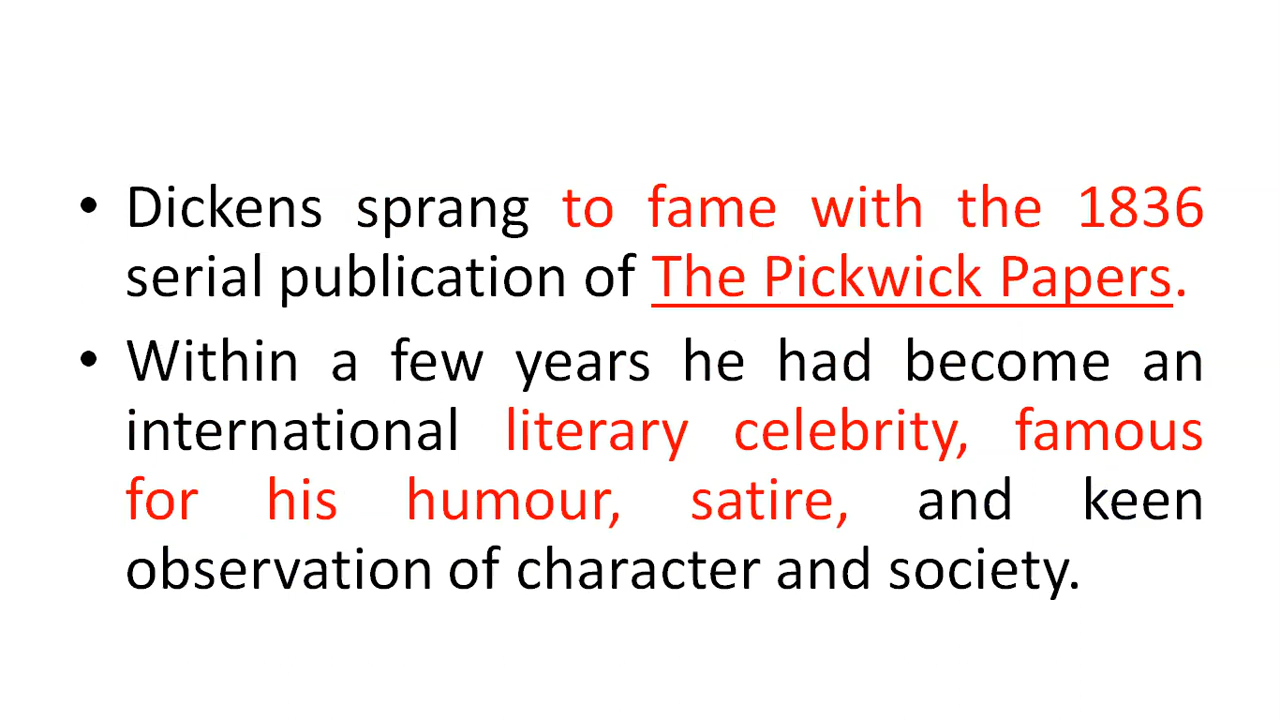 • Dickens sprang to fame with the 1836
serial publication of The Pickwick Papers.
• Within a few years he had become an
international literary celebrity, famous
for his humour, satire, and keen
observation of character and society.